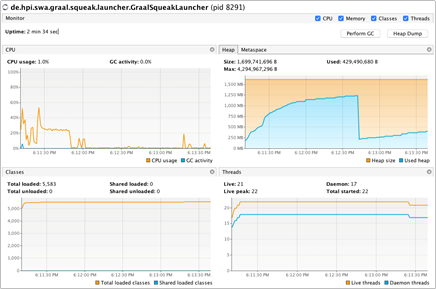 de.hpi.swa.graal.squeak.launcher.GraalSqueakLauncher (pid 8291)
Monitor
CPU Memory Classes Threads
Uptime: 2 min 34 sec
Perform GC Heap Dump
CPU
CPU usage: 1.0% GC activity: 0.0%
100%
80%
60%
40%
20%
0%
6:11:30 PM 6:12:00 PM 6:12:30 PM 6:13:00 PM 6:13:30 PM
CPU usage GC activity
Heap Metaspace
Size: 1,699,741,696 B Used: 429,490,680 B
Max: 4,294,967,296 B
1,500 MB
1,250 MB
1,000 MB
750 MB
500 MB
250 MB
0 MB
6:11:30 PM 6:12:00 PM 6:12:30 PM 6:13:00 PM 6:13:30 PM
Heap size Used heap
Classes
Total loaded: 5,583 Shared loaded: 0
Total unloaded: 0 Shared unloaded: 0
5,000
4,000
3,000
2,000
1,000
0
6:11:30 PM 6:12:00 PM 6:12:30 PM 6:13:00 PM 6:13:30 PM
Total loaded classes Shared loaded classes
Threads
Live: 21 Daemon: 17
Live peak: 22 Total started: 22
20
15
10
5
0
6:11:30 PM 6:12:00 PM 6:12:30 PM 6:13:00 PM 6:13:30 PM
Live threads Daemon threads